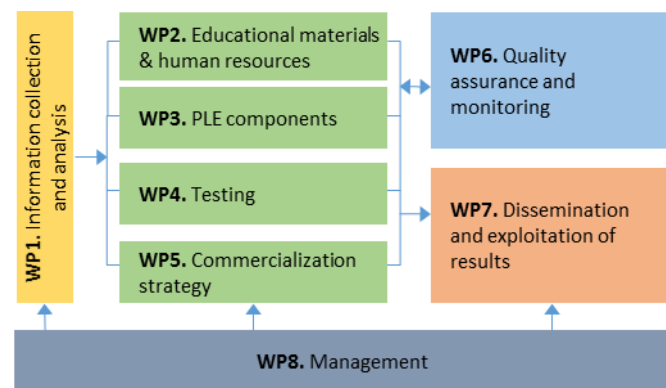 WP1. Information collection
and analysis
WP2. Educational materials
& human resources
WP3. PLE components
WP4. Testing
WP5. Commercialization
strategy
WP6. Quality
assurance and
monitoring
WP7. Dissemination
and exploitation of
results
WP8. Management